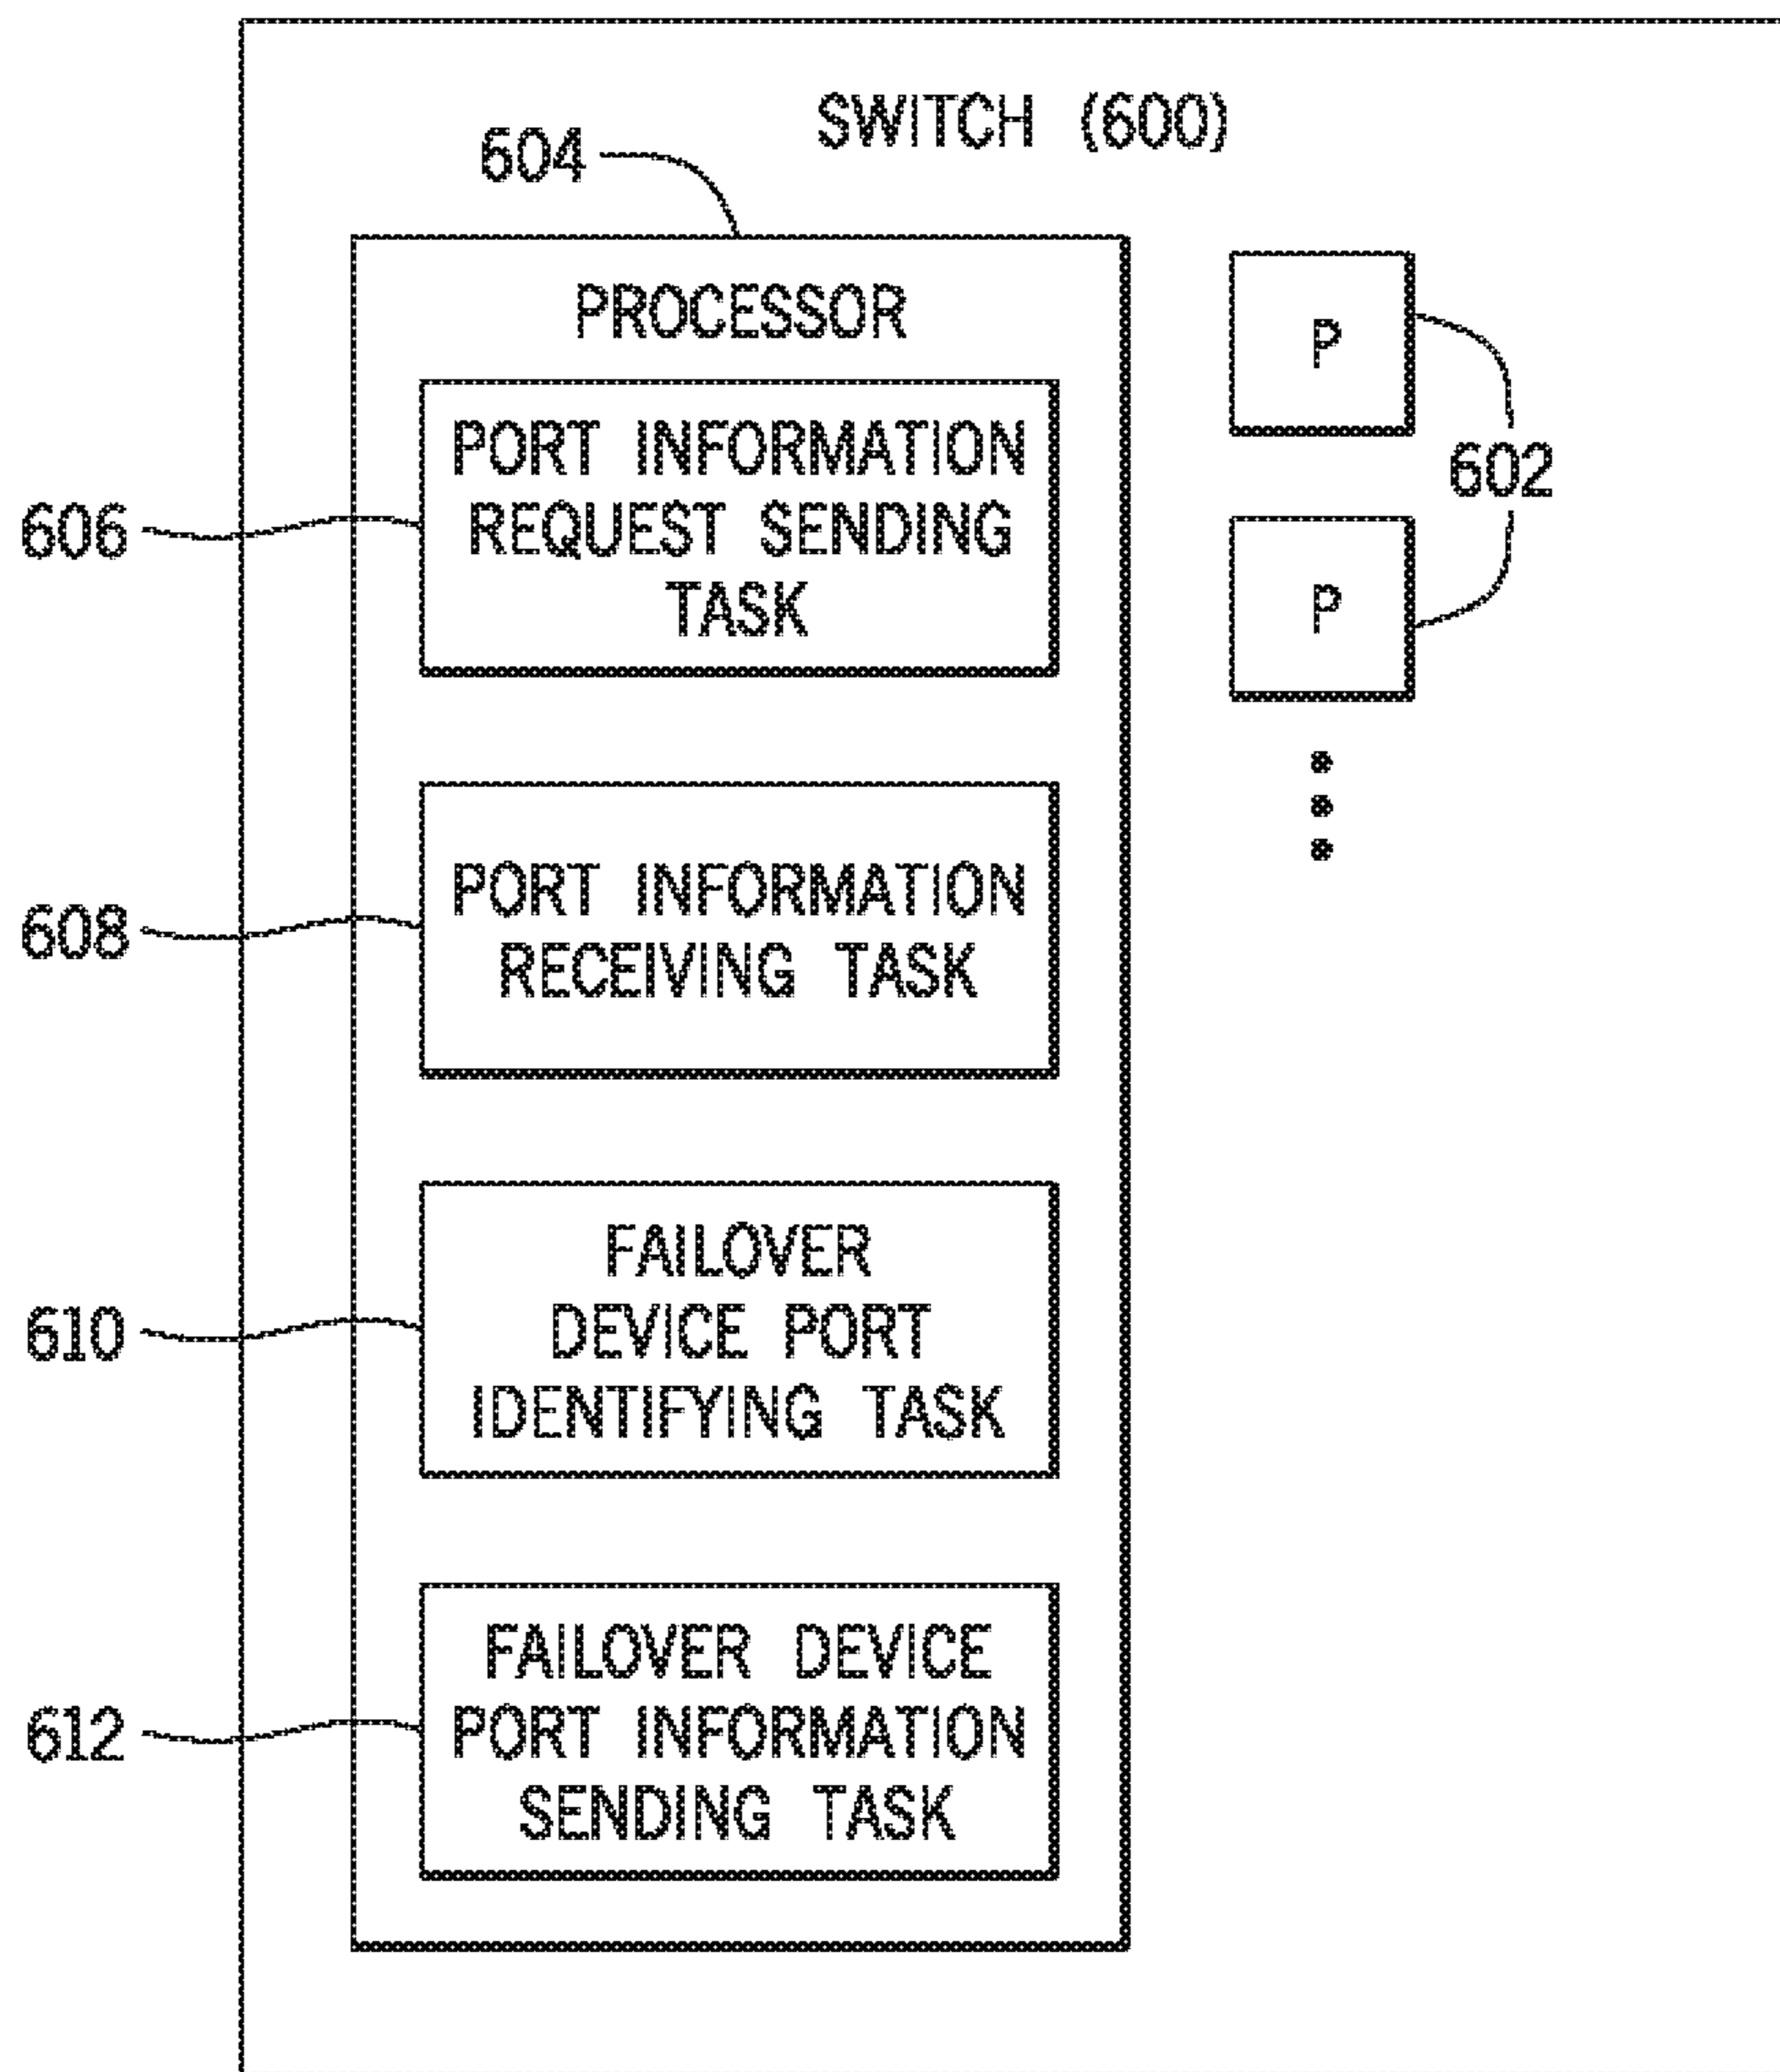 SWITCH (600)
604
PROCESSOR
P
602
P
606
PORT INFORMATION
REQUEST SENDING
TASK
608
PORT INFORMATION
RECEIVING TASK
610
FAILOVER
DEVICE PORT
IDENTIFYING TASK
612
FAILOVER DEVICE
PORT INFORMATION
SENDING TASK